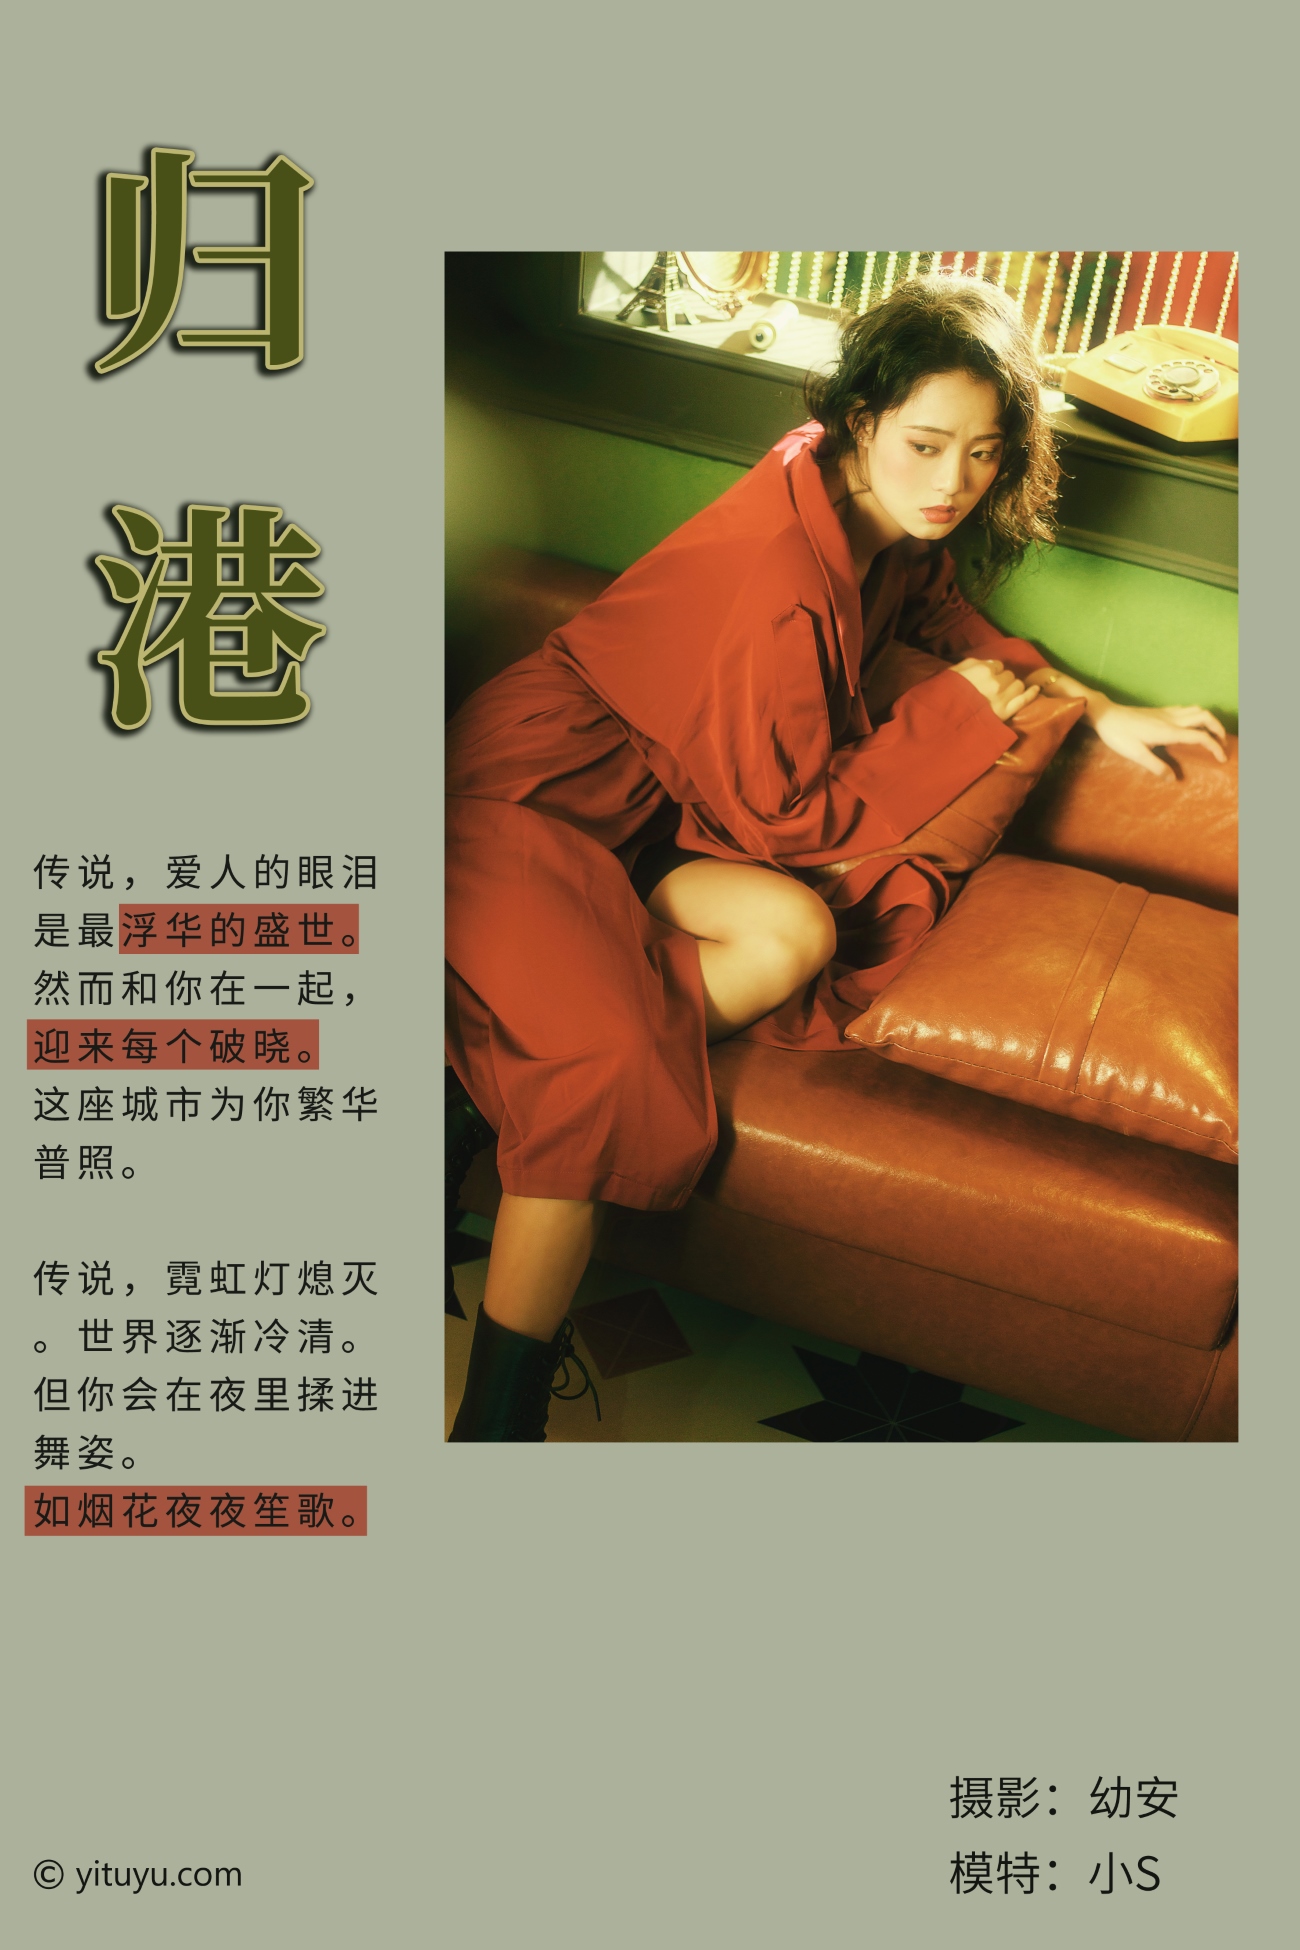 归
港
传说，爱人的眼泪
是最浮华的盛世。
然而和你在一起，
迎来每个破晓。
这座城市为你繁华
普照。
传说，霓虹灯熄灭
。世界逐渐冷清。
但你会在夜里揉进
舞姿。
如烟花夜夜笙歌。
摄影：幼安
模特：小S
© yituyu.com